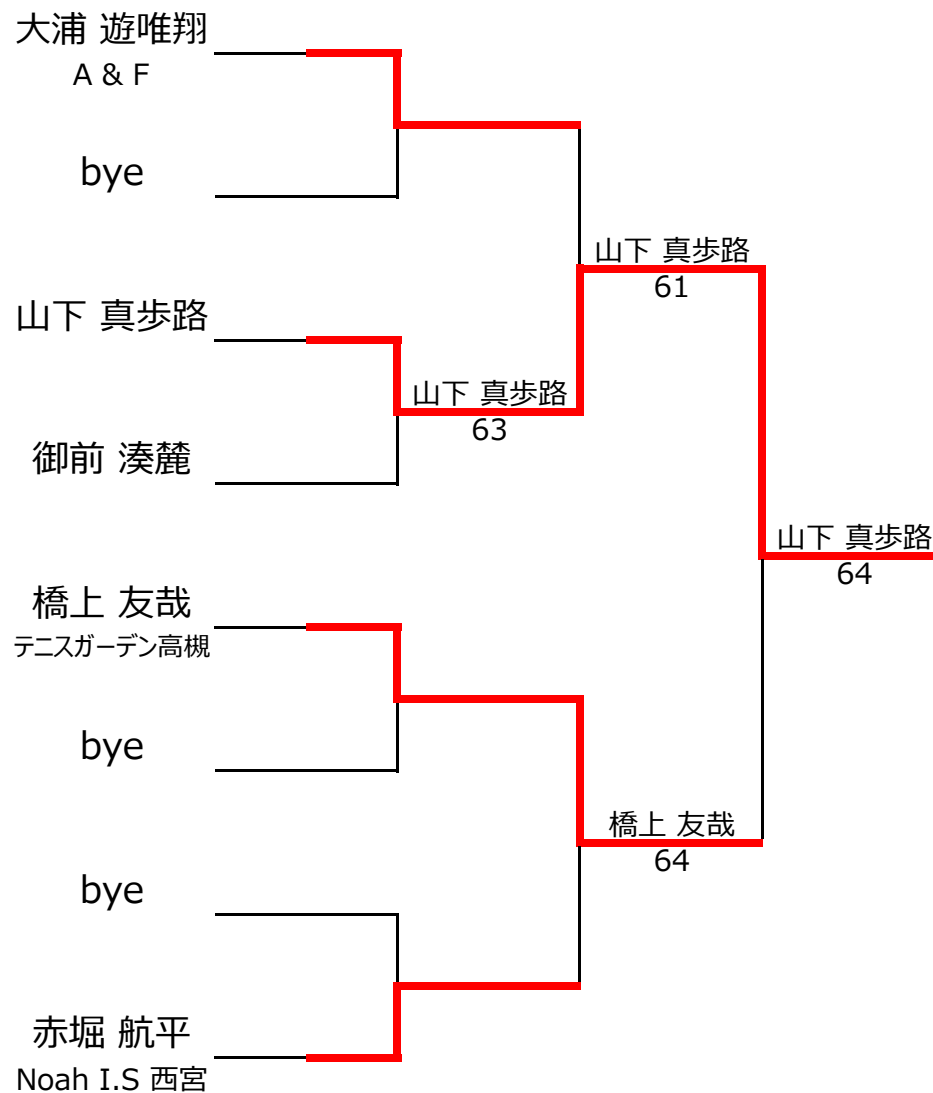 大浦 遊唯翔
A & F
bye
山下 真歩路
61
山下 真歩路
山下 真歩路
63
御前 湊麓
山下 真歩路
64
橋上 友哉
テニスガーデン高槻
bye
橋上 友哉
64
bye
赤堀 航平
Noah I.S 西宮